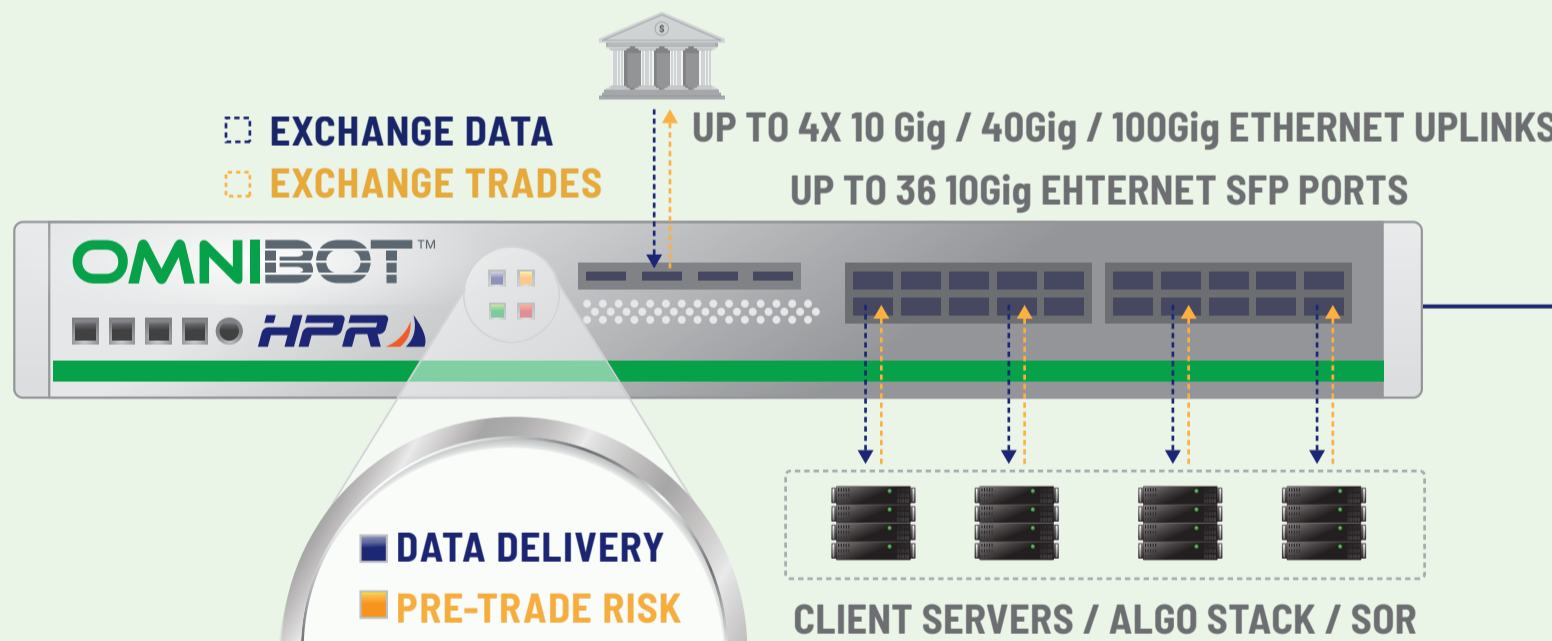 EXCHANGE DATA
EXCHANGE TRADES
UP TO 4X 10 Gig / 40Gig / 100Gig ETHERNET UPLINKS
UP TO 36 10Gig EHTERNET SFP PORTS
OMNIBOT™
HPR
DATA DELIVERY
PRE-TRADE RISK
CLIENT SERVERS / ALGO STACK / SOR